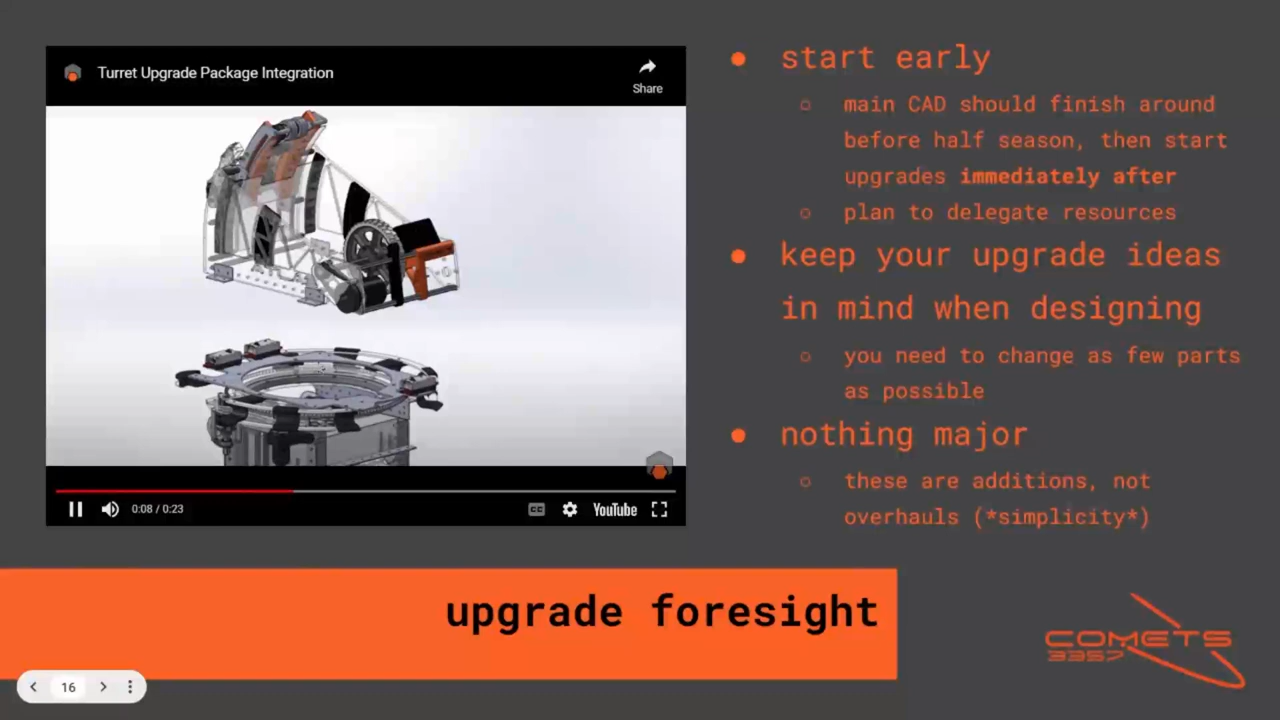 Turret Upgrade Package Integration
Share
0:08 / 0:23
CC
YouTube
● start early
○ main CAD should finish around
before half season, then start
upgrades immediately after
○ plan to delegate resources
● keep your upgrade ideas
in mind when designing
○ you need to change as few parts
as possible
● nothing major
○ these are additions, not
overhauls (*simplicity*)
upgrade foresight
COMETS
3357
16